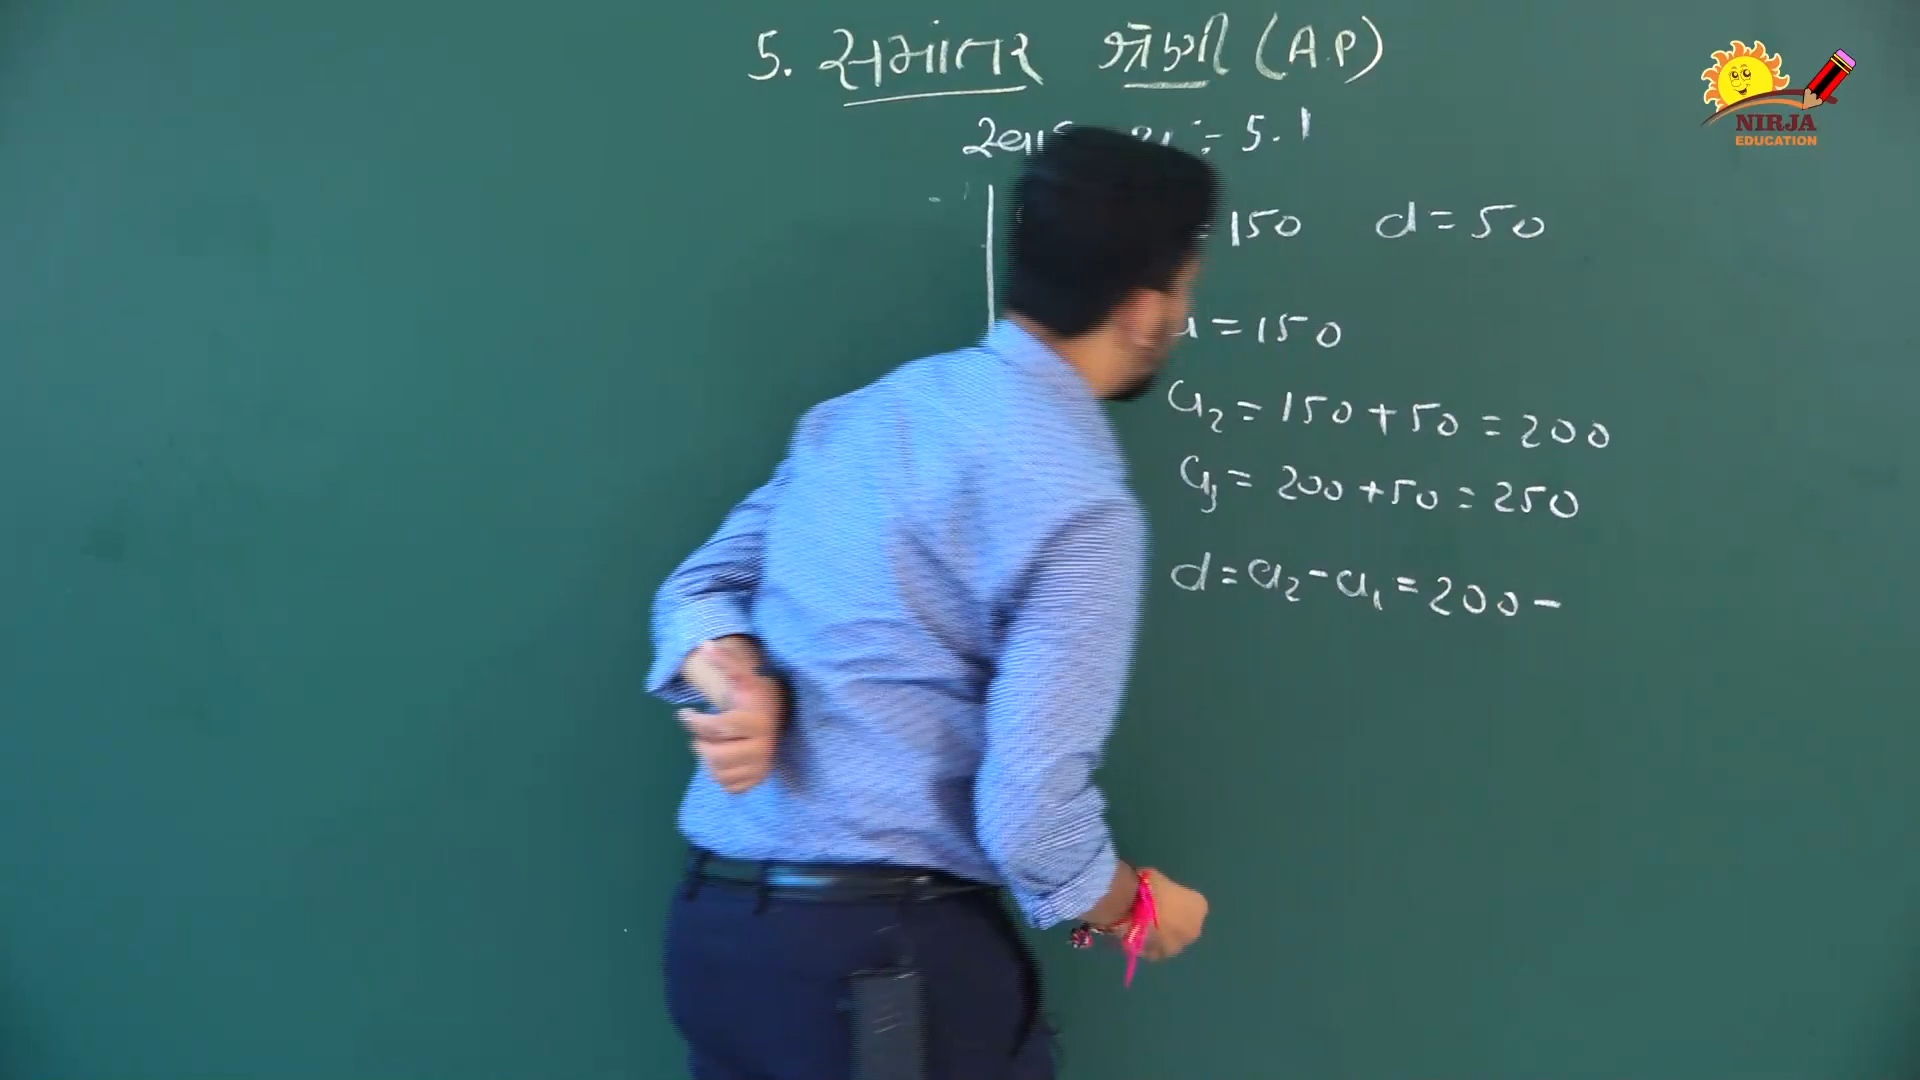 5. સમાંતર શ્રેણી (A.P)
: 5.1
= 150 d = 50
= 150
a2 = 150 + 50 = 200
a3 = 200 + 50 = 250
d = a2 - a1 = 200 -
NIRJA
EDUCATION